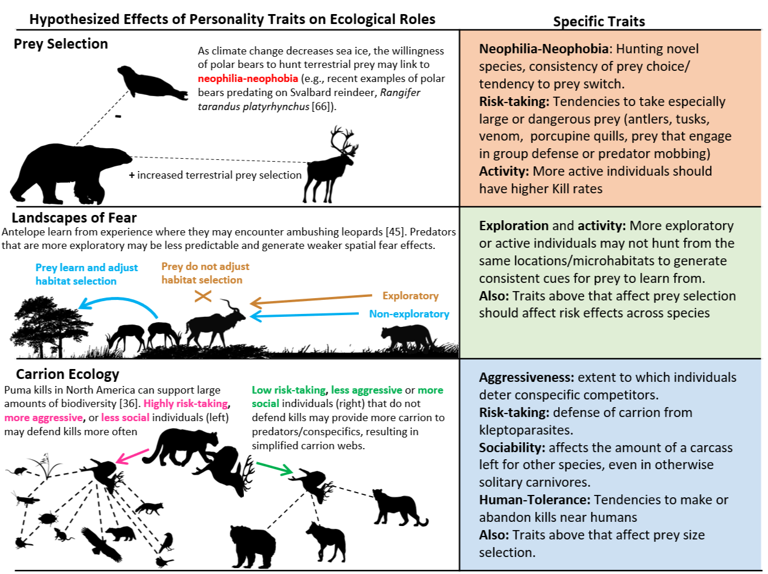 Hypothesized Effects of Personality Traits on Ecological Roles
Specific Traits
Prey Selection
As climate change decreases sea ice, the willingness
of polar bears to hunt terrestrial prey may link to
neophilia-neophobia (e.g., recent examples of polar
bears predating on Svalbard reindeer, Rangifer
tarandus platyrhynchus [66]).
-
+ increased terrestrial prey selection
Neophilia-Neophobia: Hunting novel
species, consistency of prey choice/
tendency to prey switch.
Risk-taking: Tendencies to take especially
large or dangerous prey (antlers, tusks,
venom, porcupine quills, prey that engage
in group defense or predator mobbing)
Activity: More active individuals should
have higher Kill rates
Landscapes of Fear
Antelope learn from experience where they may encounter ambushing leopards [45]. Predators
that are more exploratory may be less predictable and generate weaker spatial fear effects.
Prey learn and adjust
habitat selection
Prey do not adjust
habitat selection
Exploratory
Non-exploratory
Exploration and activity: More exploratory
or active individuals may not hunt from the
same locations/microhabitats to generate
consistent cues for prey to learn from.
Also: Traits above that affect prey selection
should affect risk effects across species
Carrion Ecology
Puma kills in North America can support large
amounts of biodiversity [36]. Highly risk-taking,
more aggressive, or less social individuals (left)
may defend kills more often
Low risk-taking, less aggressive or more
social individuals (right) that do not
defend kills may provide more carrion to
predators/conspecifics, resulting in
simplified carrion webs.
Aggressiveness: extent to which individuals
deter conspecific competitors.
Risk-taking: defense of carrion from
kleptoparasites.
Sociability: affects the amount of a carcass
left for other species, even in otherwise
solitary carnivores.
Human-Tolerance: Tendencies to make or
abandon kills near humans
Also: Traits above that affect prey size
selection.